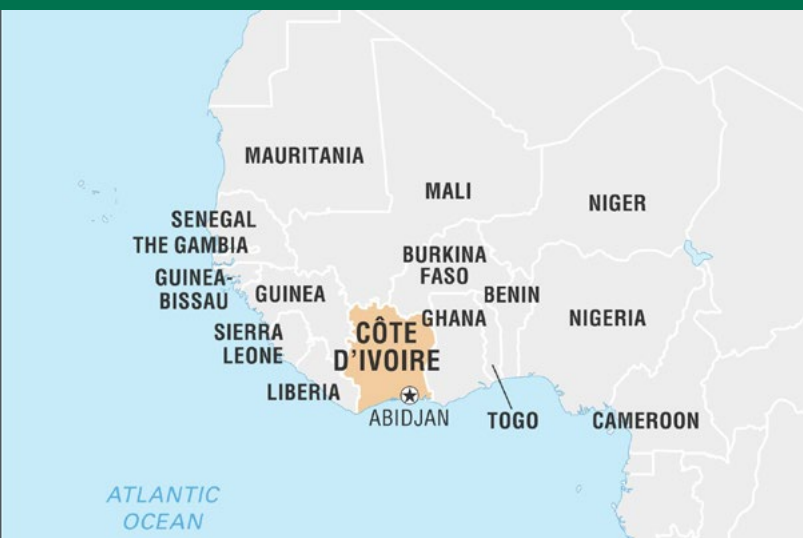 MAURITANIA
MALI
NIGER
SENEGAL
THE GAMBIA
BURKINA
FASO
GUINEA-
BISSAU
GUINEA
BENIN
GHANA
NIGERIA
SIERRA
LEONE
CÔTE
D'IVOIRE
LIBERIA
ABIDJAN
TOGO
CAMEROON
ATLANTIC
OCEAN